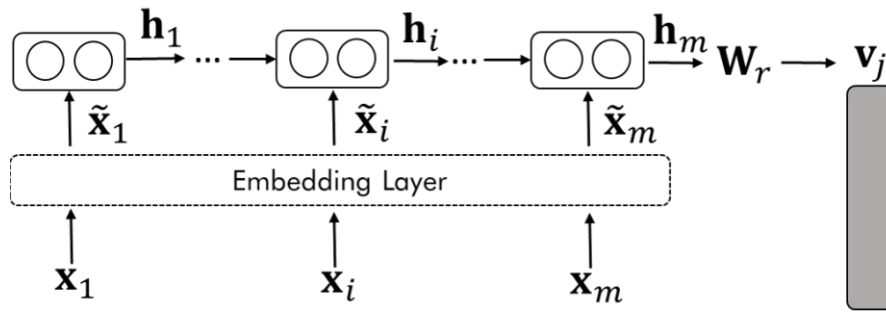 h₁ ... hᵢ ... hₘ Wᵣ vⱼ
x̃₁ x̃ᵢ x̃ₘ
Embedding Layer
x₁ xᵢ xₘ